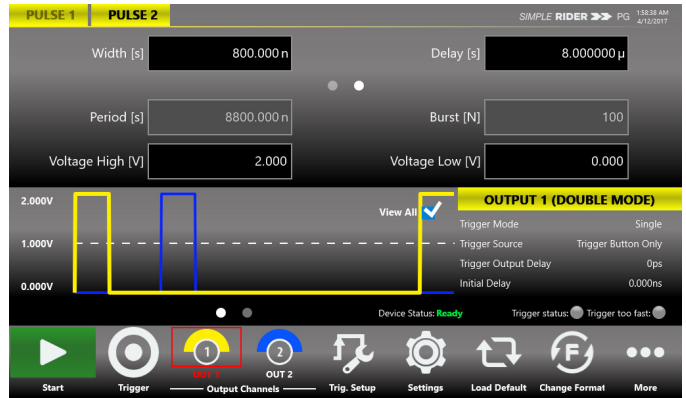 PULSE 1 PULSE 2 SIMPLE RIDER PG 1:58:38 AM
4/12/2017
Width [s] 800.000 n Delay [s] 8.000000 µ
Period [s] 8800.000 n Burst [N] 100
Voltage High [V] 2.000 Voltage Low [V] 0.000
2.000V
1.000V
0.000V
View All
OUTPUT 1 (DOUBLE MODE)
Trigger Mode Single
Trigger Source Trigger Button Only
Trigger Output Delay 0ps
Initial Delay 0.000ns
Device Status: Ready Trigger status: Trigger too fast:
1 2 F
OUT 1 OUT 2
Start Trigger Output Channels Trig. Setup Settings Load Default Change Format More